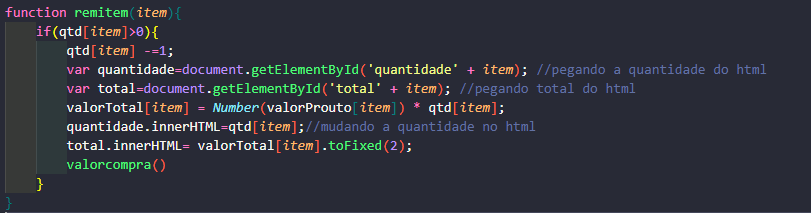 function remitem(item){
if(qtd[item]>0){
qtd[item] -=1;
var quantidade=document.getElementById('quantidade' + item); //pegando a quantidade do html
var total=document.getElementById('total' + item); //pegando total do html
valorTotal[item] = Number(valorProuto[item]) * qtd[item];
quantidade.innerHTML=qtd[item];//mudando a quantidade no html
total.innerHTML= valorTotal[item].toFixed(2);
valorcompra()
}
}